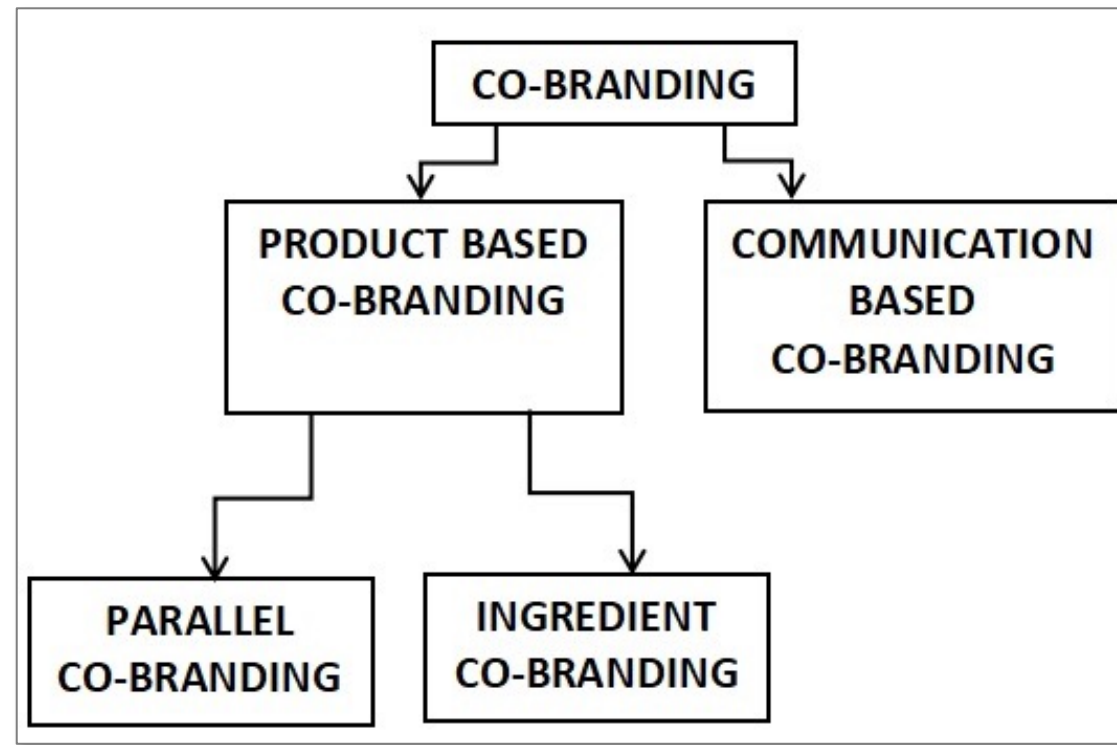 CO-BRANDING
PRODUCT BASED
CO-BRANDING
COMMUNICATION
BASED
CO-BRANDING
PARALLEL
CO-BRANDING
INGREDIENT
CO-BRANDING